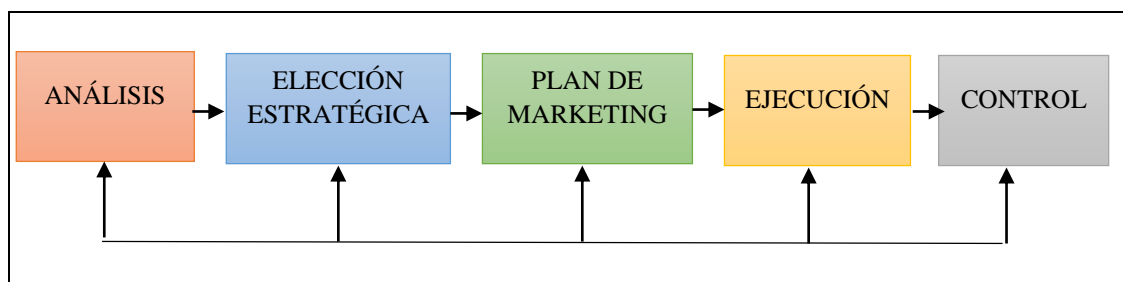 ANÁLISIS
ELECCIÓN
ESTRATÉGICA
PLAN DE
MARKETING
EJECUCIÓN
CONTROL